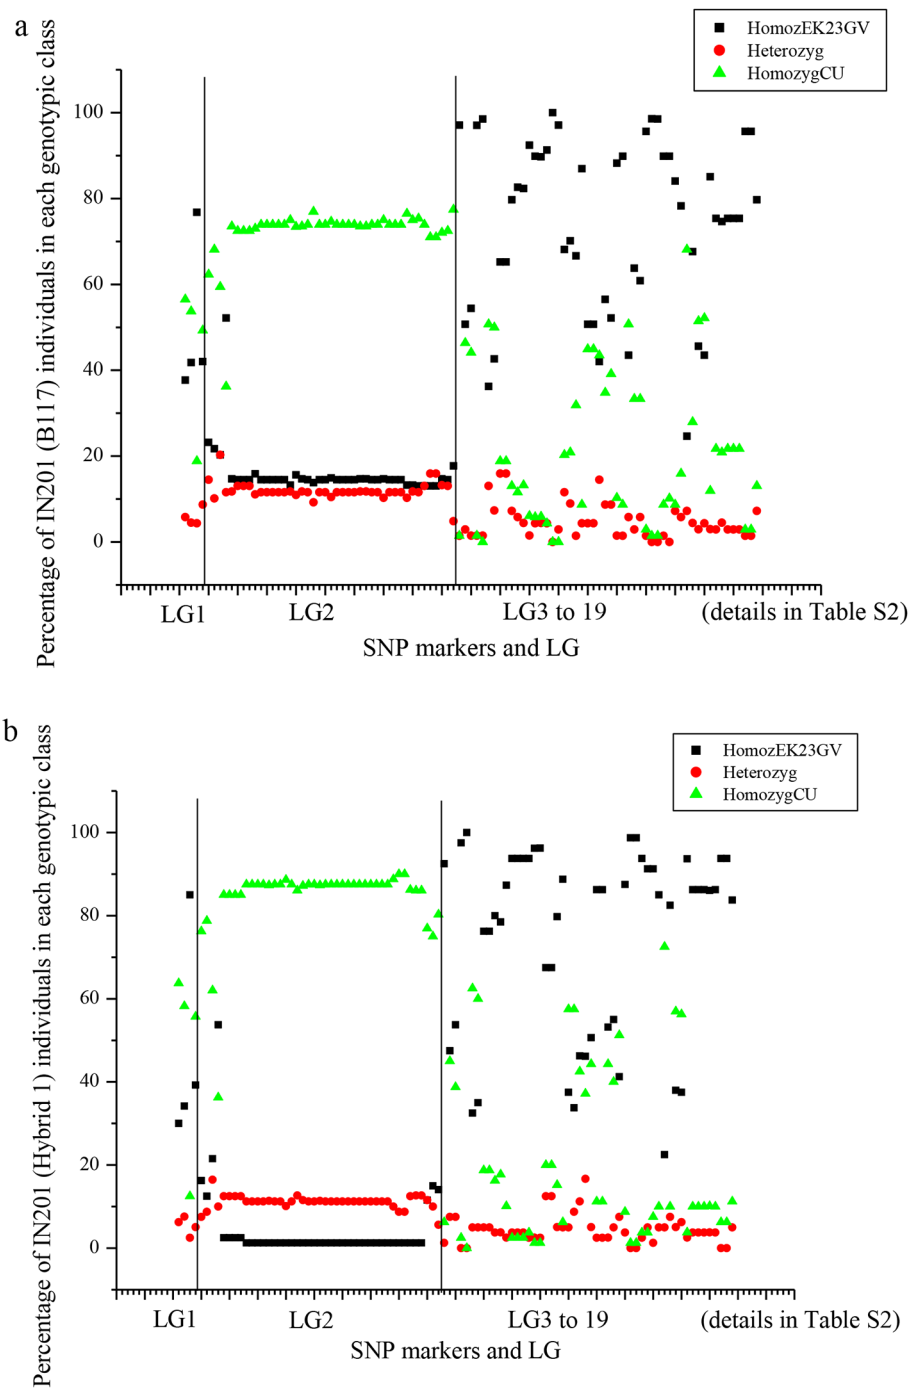 a
HomozEK23GV
Heterozyg
HomozygCU
Percentage of IN201 (B117) individuals in each genotypic class
100
80
60
40
20
0
LG1
LG2
LG3 to 19
(details in Table S2)
SNP markers and LG
b
HomozEK23GV
Heterozyg
HomozygCU
Percentage of IN201 (Hybrid 1) individuals in each genotypic class
100
80
60
40
20
0
LG1
LG2
LG3 to 19
(details in Table S2)
SNP markers and LG